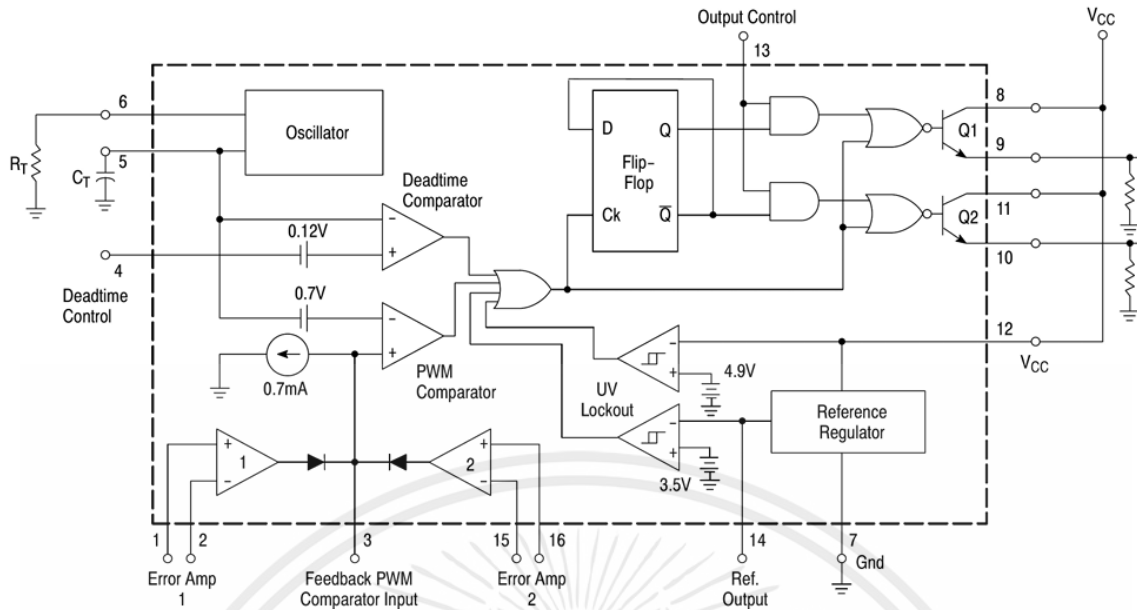 Output Control
13
VCC
6
Oscillator
5
RT
CT
4
Deadtime
Control
0.12V
0.7V
Deadtime
Comparator
-
+
-
+
PWM
Comparator
0.7mA
D
Q
Flip-
Flop
Ck
Q
8
Q1
9
11
Q2
10
12
VCC
-
+
4.9V
UV
Lockout
-
+
3.5V
Reference
Regulator
+
1
-
+
2
-
1
2
3
15
16
14
7
Gnd
Error Amp
1
Feedback PWM
Comparator Input
Error Amp
2
Ref.
Output